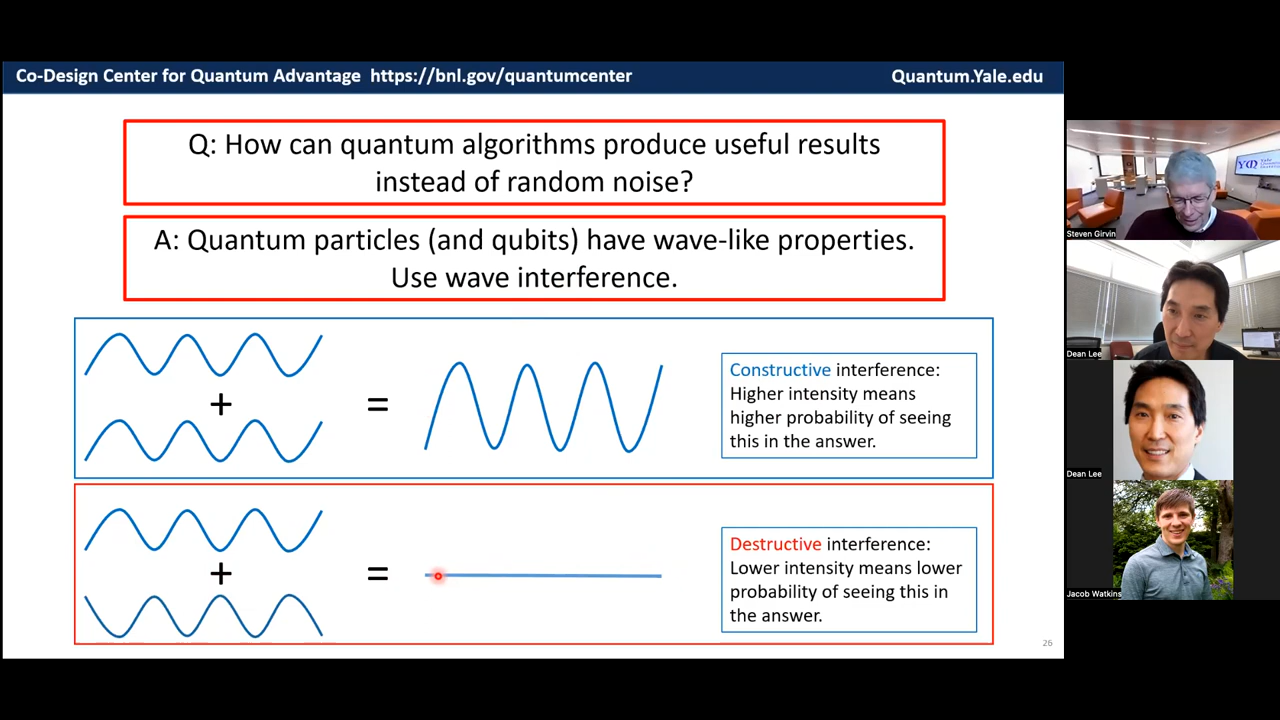 Co-Design Center for Quantum Advantage https://bnl.gov/quantumcenter
Quantum.Yale.edu
Q: How can quantum algorithms produce useful results
instead of random noise?
A: Quantum particles (and qubits) have wave-like properties.
Use wave interference.
+
=
Constructive interference:
Higher intensity means
higher probability of seeing
this in the answer.
+
=
Destructive interference:
Lower intensity means lower
probability of seeing this in
the answer.
26
Steven Girvin
Dean Lee
Dean Lee
Jacob Watkins